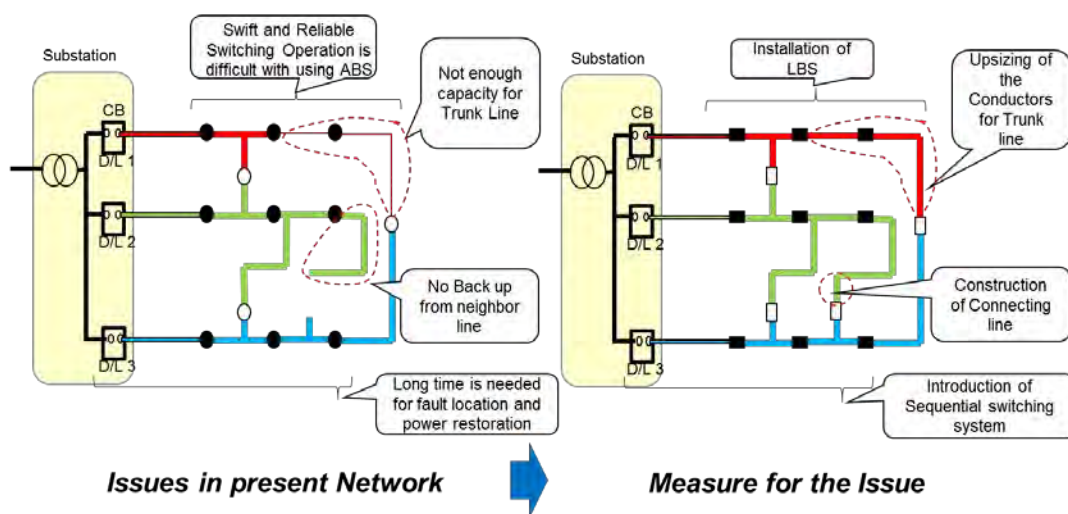 Substation
Swift and Reliable
Switching Operation is
difficult with using ABS
Not enough
capacity for
Trunk Line
CB
D/L 1
D/L 2
D/L 3
No Back up
from neighbor
line
Long time is needed
for fault location and
power restoration
Issues in present Network
Substation
Installation of
LBS
Upsizing of
the
Conductors
for Trunk
line
CB
D/L 1
D/L 2
D/L 3
Construction
of Connecting
line
Introduction of
Sequential switching
system
Measure for the Issue